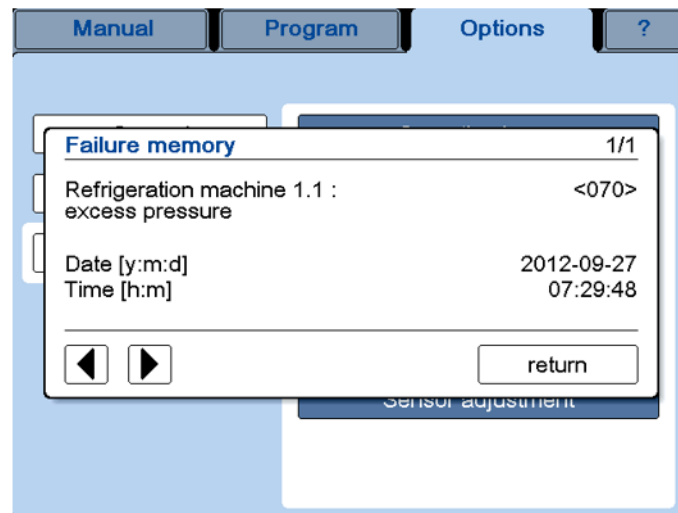 Manual Program Options ?
Failure memory 1/1
Refrigeration machine 1.1 : <070>
excess pressure
Date [y:m:d] 2012-09-27
Time [h:m] 07:29:48
return
Sensor adjustment